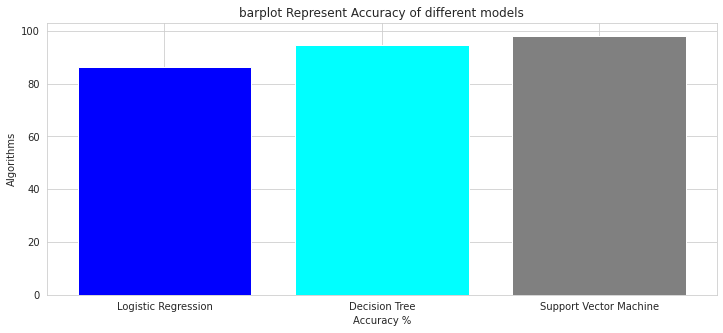 barplot Represent Accuracy of different models
100
80
60
40
20
0
Algorithms
Logistic Regression
Decision Tree
Support Vector Machine
Accuracy %